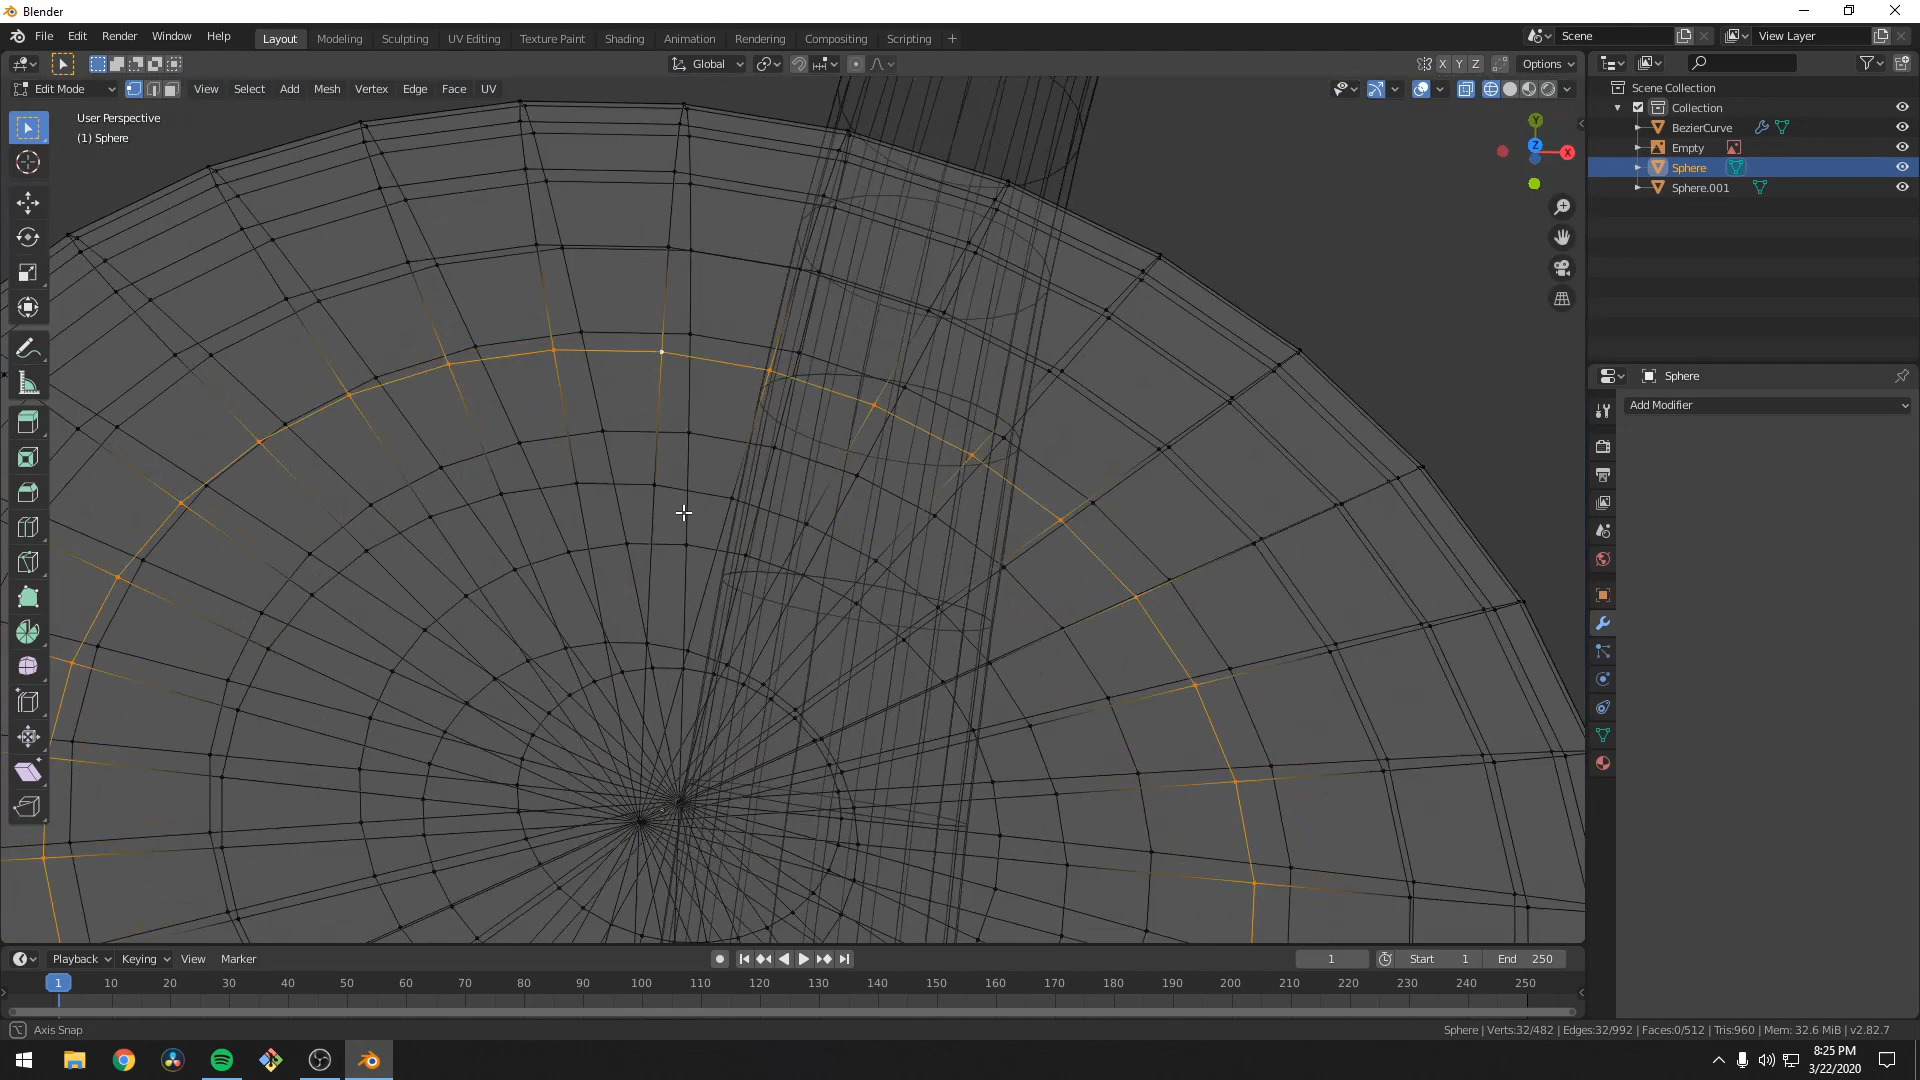 Blender
File Edit Render Window Help
Layout Modeling Sculpting UV Editing Texture Paint Shading Animation Rendering Compositing Scripting +
Scene
View Layer
Global
X Y Z
Options
Edit Mode
View Select Add Mesh Vertex Edge Face UV
User Perspective
(1) Sphere
Y
Z
X
Scene Collection
Collection
BezierCurve
Empty
Sphere
Sphere.001
Sphere
Add Modifier
Playback Keying View Marker
1
Start 1
End 250
1 10 20 30 40 50 60 70 80 90 100 110 120 130 140 150 160 170 180 190 200 210 220 230 240 250
Axis Snap
Sphere | Verts:32/482 | Edges:32/992 | Faces:0/512 | Tris:960 | Mem: 32.6 MiB | v2.82.7
8:25 PM
3/22/2020